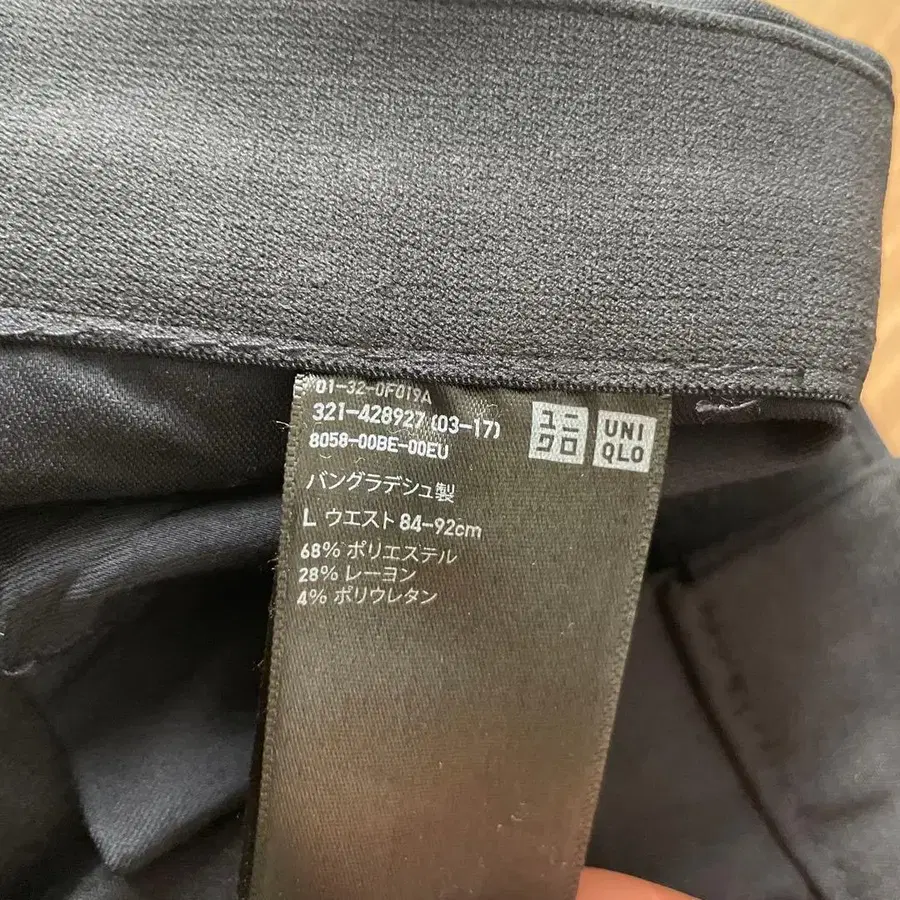 01-32-0F019A
321-428927 (03-17)
8058-00BE-00EU
ユニ
クロ
UNI
QLO
バングラデシュ製
L ウエスト 84-92cm
68% ポリエステル
28% レーヨン
4% ポリウレタン